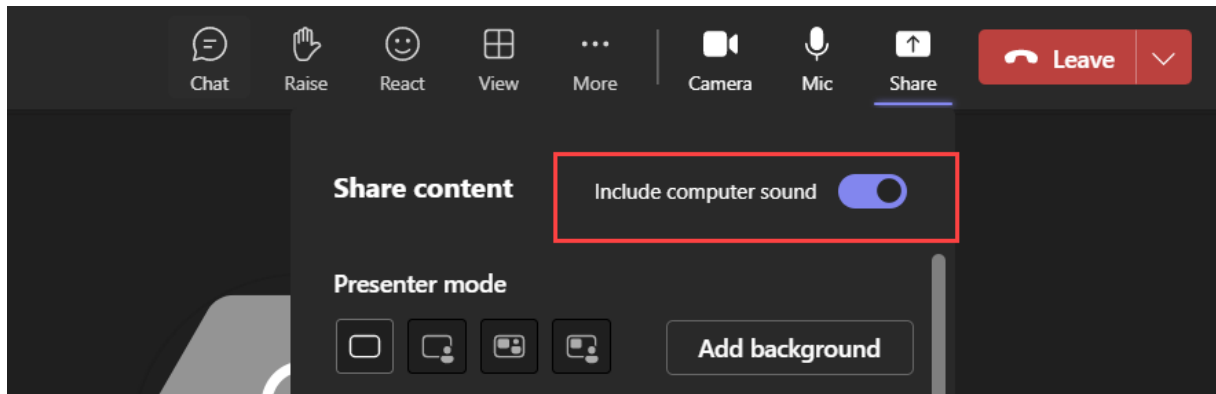 Chat Raise React View More Camera Mic Share Leave
Share content Include computer sound
Presenter mode
Add background